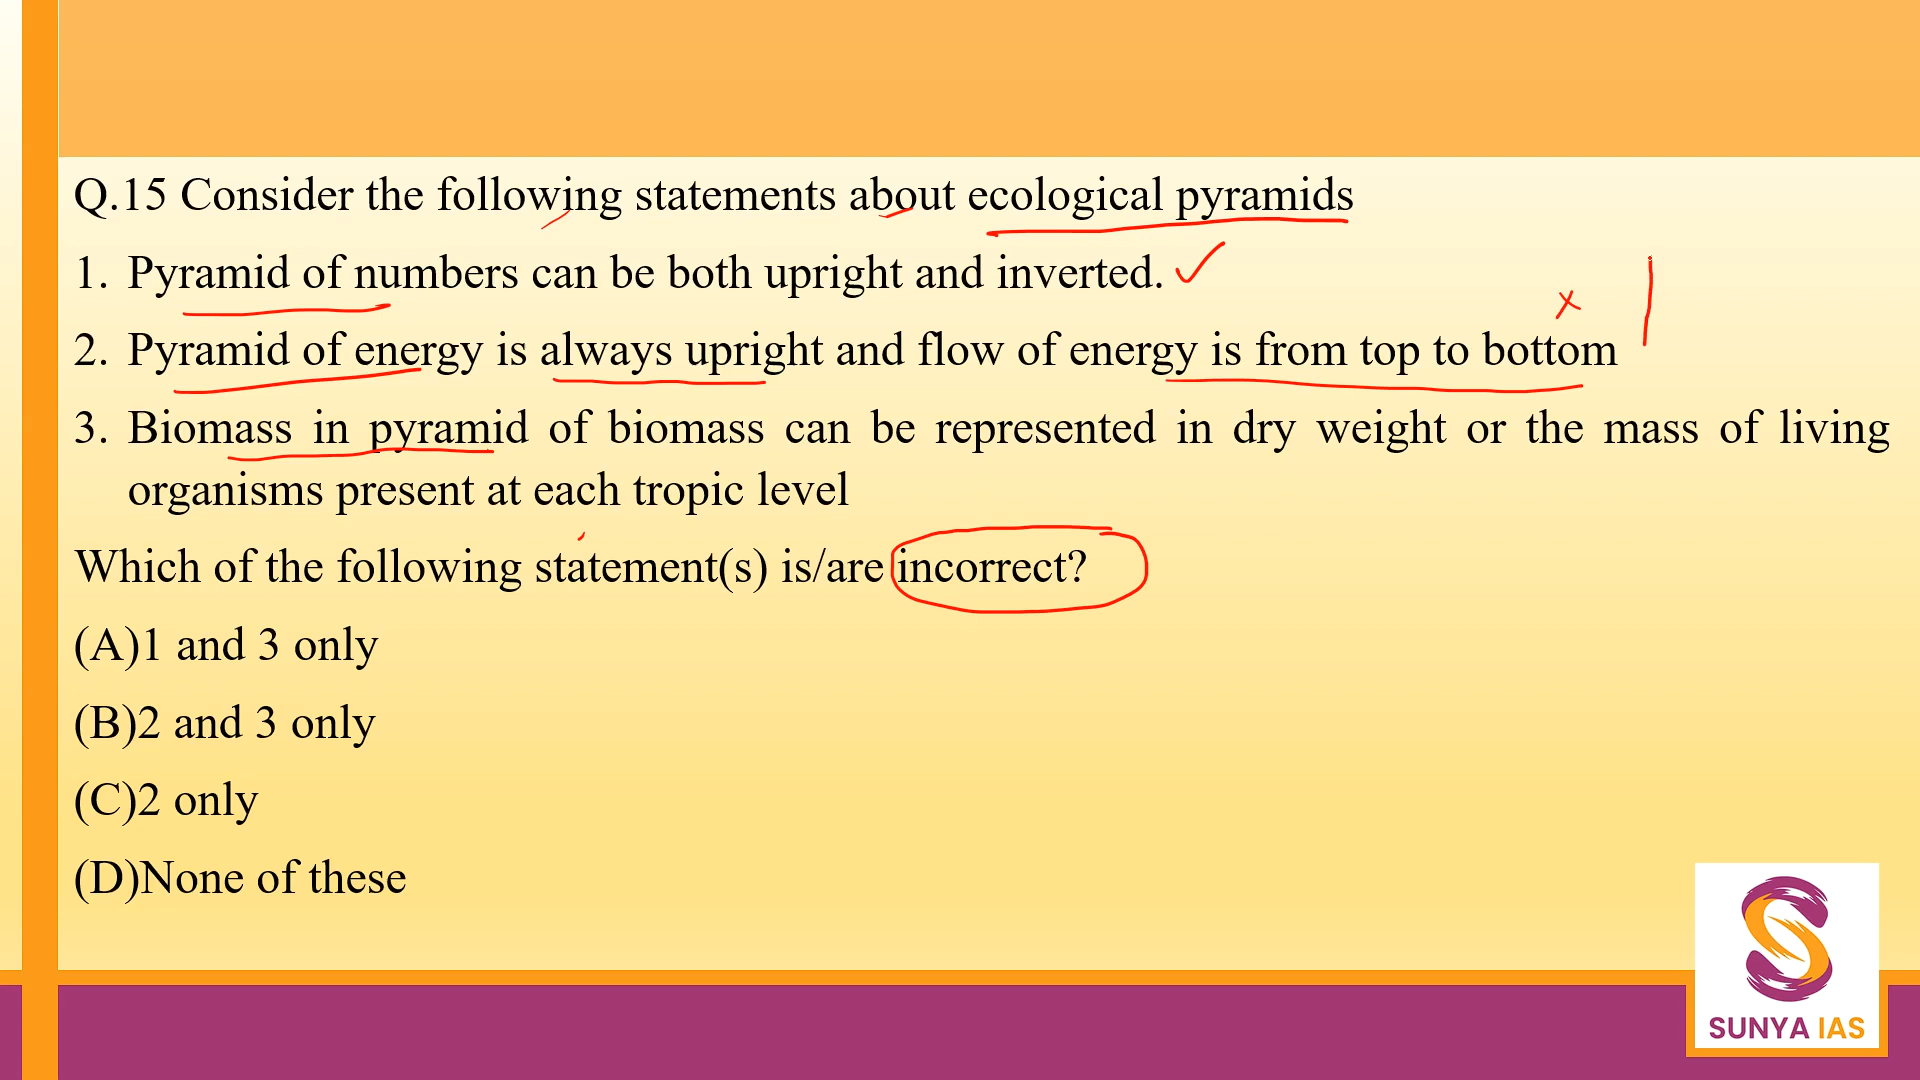 Q.15 Consider the following statements about ecological pyramids
1. Pyramid of numbers can be both upright and inverted.
2. Pyramid of energy is always upright and flow of energy is from top to bottom
3. Biomass in pyramid of biomass can be represented in dry weight or the mass of living
organisms present at each tropic level
Which of the following statement(s) is/are incorrect?
(A)1 and 3 only
(B)2 and 3 only
(C)2 only
(D)None of these
SUNYA IAS